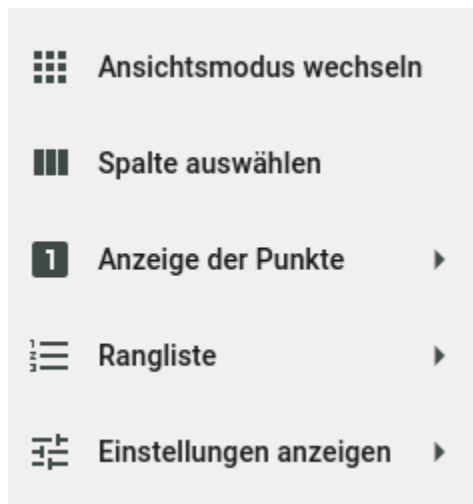 Ansichtsmodus wechseln
Spalte auswählen
1 Anzeige der Punkte
Rangliste
Einstellungen anzeigen